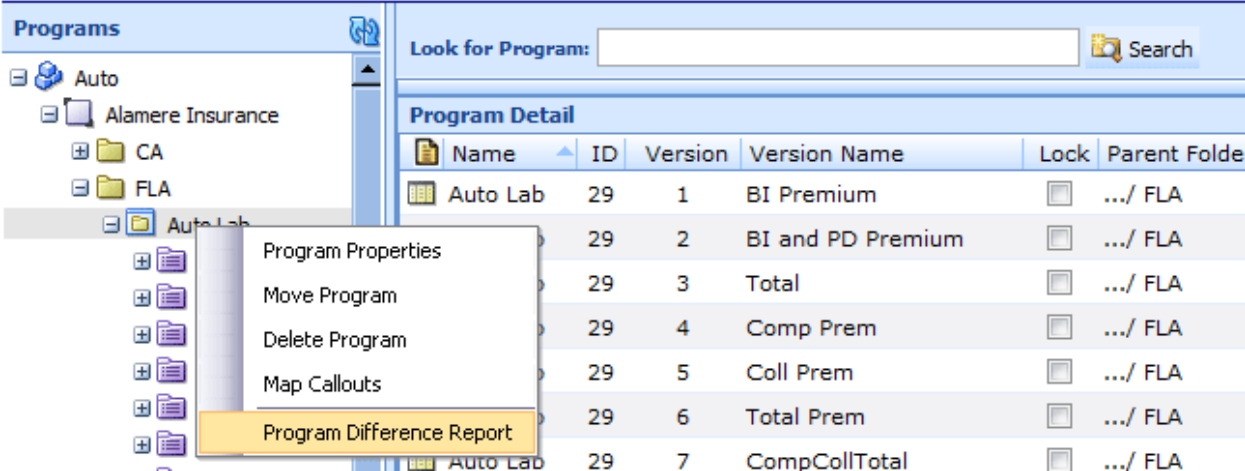 Programs
Auto
Alamere Insurance
CA
FLA
Auto Lab
Program Properties
Move Program
Delete Program
Map Callouts
Program Difference Report
Look for Program: Search
Program Detail
Name ID Version Version Name Lock Parent Folde
Auto Lab 29 1 BI Premium .../ FLA
29 2 BI and PD Premium .../ FLA
29 3 Total .../ FLA
29 4 Comp Prem .../ FLA
29 5 Coll Prem .../ FLA
29 6 Total Prem .../ FLA
Auto Lab 29 7 CompCollTotal .../ FLA